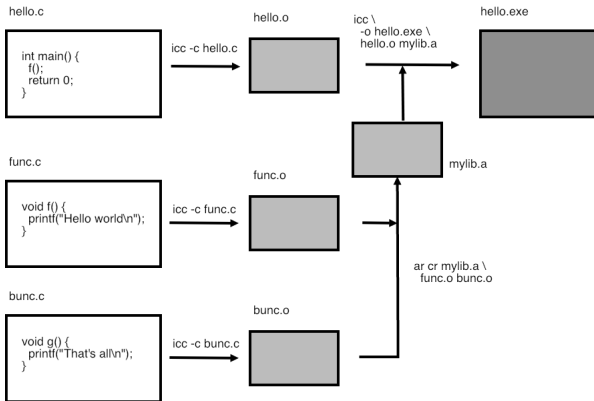 hello.c
int main() {
f();
return 0;
}
icc -c hello.c
hello.o
icc \
-o hello.exe \
hello.o mylib.a
hello.exe
mylib.a
func.c
void f() {
printf("Hello world\n");
}
icc -c func.c
func.o
ar cr mylib.a \
func.o bunc.o
bunc.c
void g() {
printf("That's all\n");
}
icc -c bunc.c
bunc.o